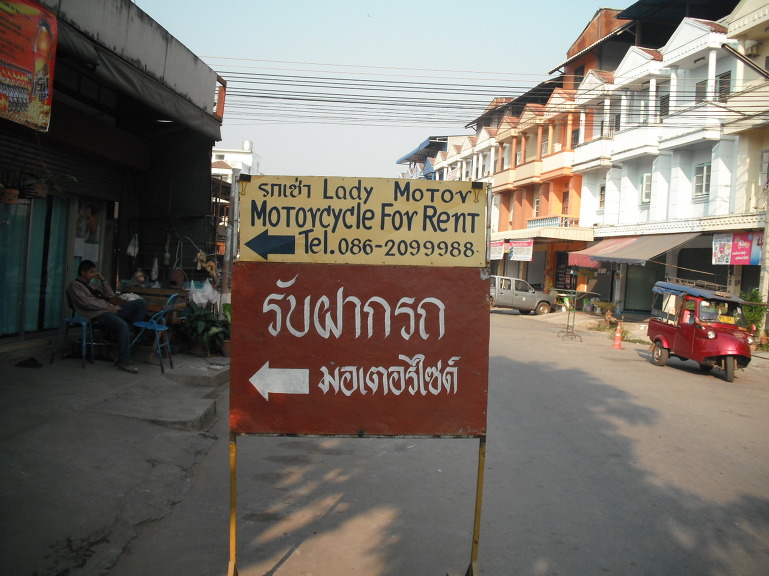 รถเช่า Lady Motor
Motorcycle For Rent
Tel.086-2099988
รับฝากรถ
มอเตอร์ไซด์